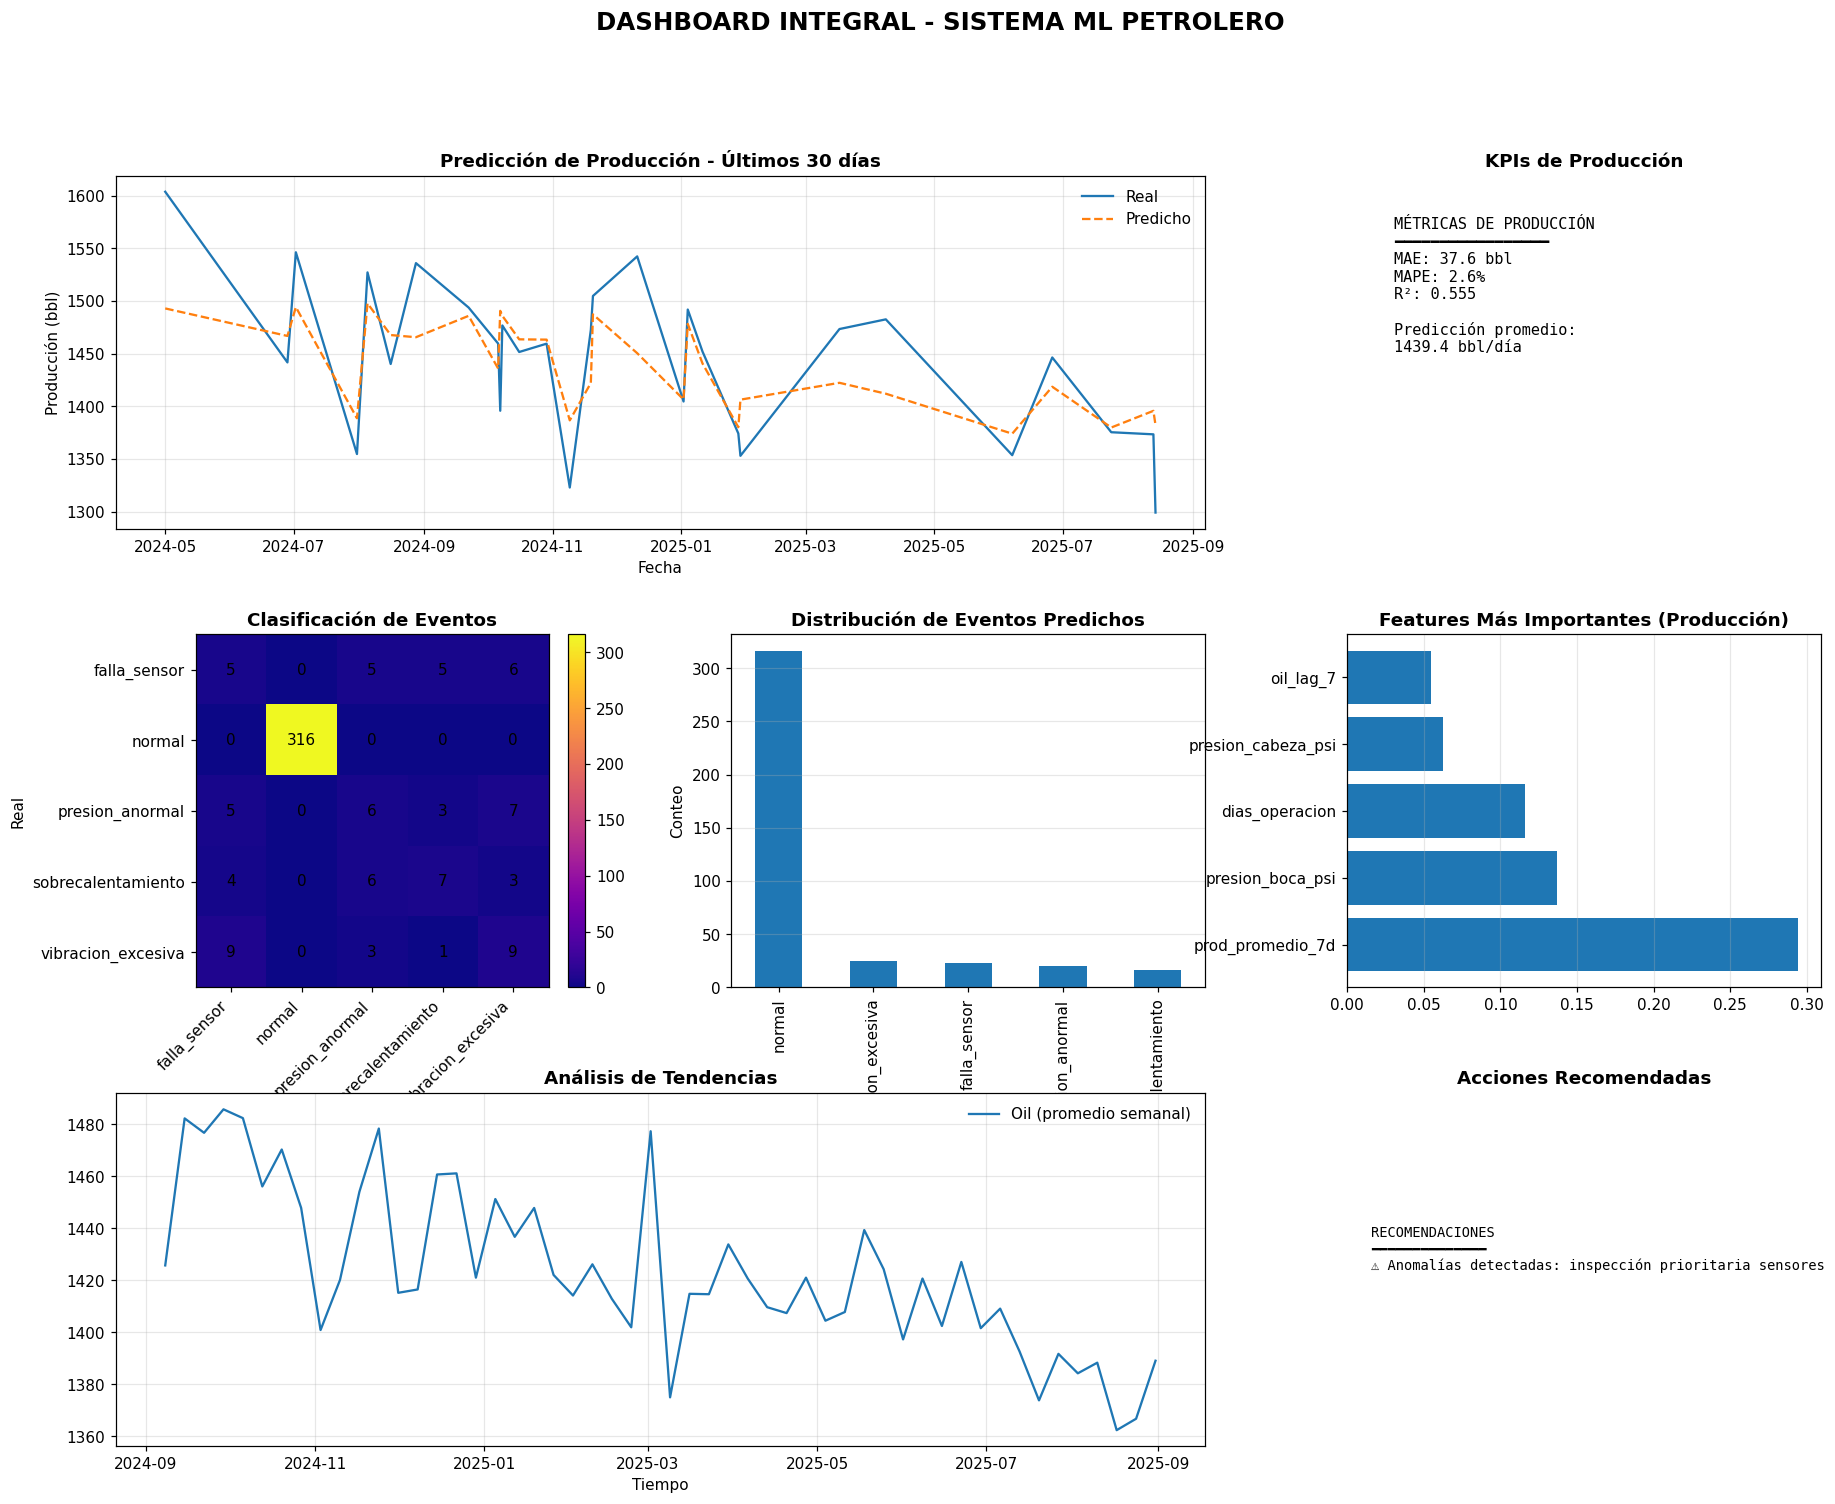 DASHBOARD INTEGRAL - SISTEMA ML PETROLERO
Predicción de Producción - Últimos 30 días
1600
1550
1500
1450
1400
1350
1300
Producción (bbl)
Real
Predicho
2024-05
2024-07
2024-09
2024-11
2025-01
2025-03
2025-05
2025-07
2025-09
Fecha
KPIs de Producción
MÉTRICAS DE PRODUCCIÓN
━━━━━━━━━━━━━━━━━
MAE: 37.6 bbl
MAPE: 2.6%
R²: 0.555
Predicción promedio:
1439.4 bbl/día
Clasificación de Eventos
Real
falla_sensor 5 0 5 5 6
normal 0 316 0 0 0
presion_anormal 5 0 6 3 7
sobrecalentamiento 4 0 6 7 3
vibracion_excesiva 9 0 3 1 9
falla_sensor
normal
presion_anormal
recalentamiento
bracion_excesiva
300
250
200
150
100
50
0
Distribución de Eventos Predichos
Conteo
300
250
200
150
100
50
0
normal
on_excesiva
falla_sensor
on_anormal
lentamiento
Features Más Importantes (Producción)
oil_lag_7
presion_cabeza_psi
dias_operacion
presion_boca_psi
prod_promedio_7d
0.00
0.05
0.10
0.15
0.20
0.25
0.30
Análisis de Tendencias
1480
1460
1440
1420
1400
1380
1360
Oil (promedio semanal)
2024-09
2024-11
2025-01
2025-03
2025-05
2025-07
2025-09
Tiempo
Acciones Recomendadas
RECOMENDACIONES
━━━━━━━━━━━━━━
⚠ Anomalías detectadas: inspección prioritaria sensores